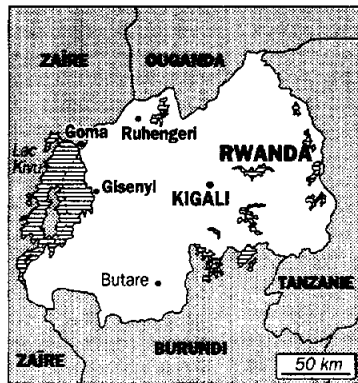 ZAÏRE
OUGANDA
Goma
Ruhengeri
Lac
Kivu
RWANDA
Gisenyi
KIGALI
TANZANIE
Butare
BURUNDI
ZAÏRE
50 km